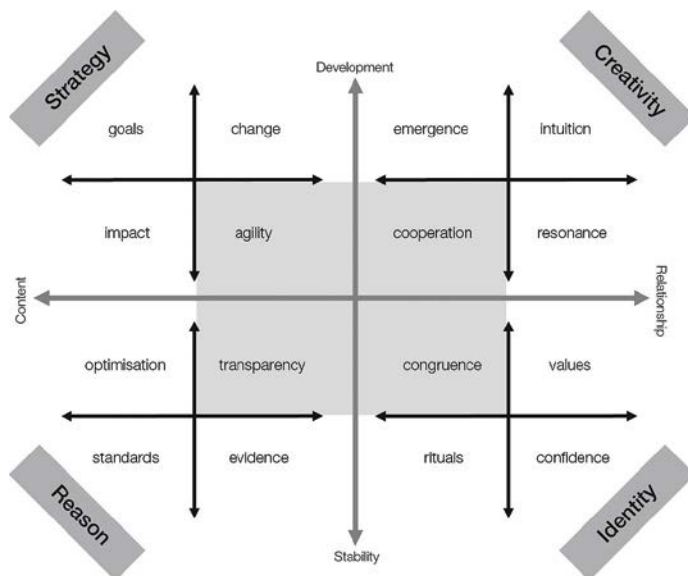 Strategy
Creativity
Development
goals
change
emergence
intuition
impact
agility
cooperation
resonance
Content
Relationship
optimisation
transparency
congruence
values
standards
evidence
rituals
confidence
Reason
Identity
Stability